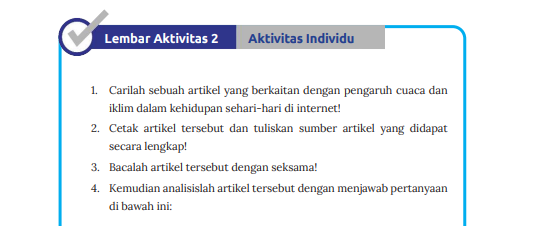 Lembar Aktivitas 2 Aktivitas Individu
1. Carilah sebuah artikel yang berkaitan dengan pengaruh cuaca dan
iklim dalam kehidupan sehari-hari di internet!
2. Cetak artikel tersebut dan tuliskan sumber artikel yang didapat
secara lengkap!
3. Bacalah artikel tersebut dengan seksama!
4. Kemudian analisislah artikel tersebut dengan menjawab pertanyaan
di bawah ini: